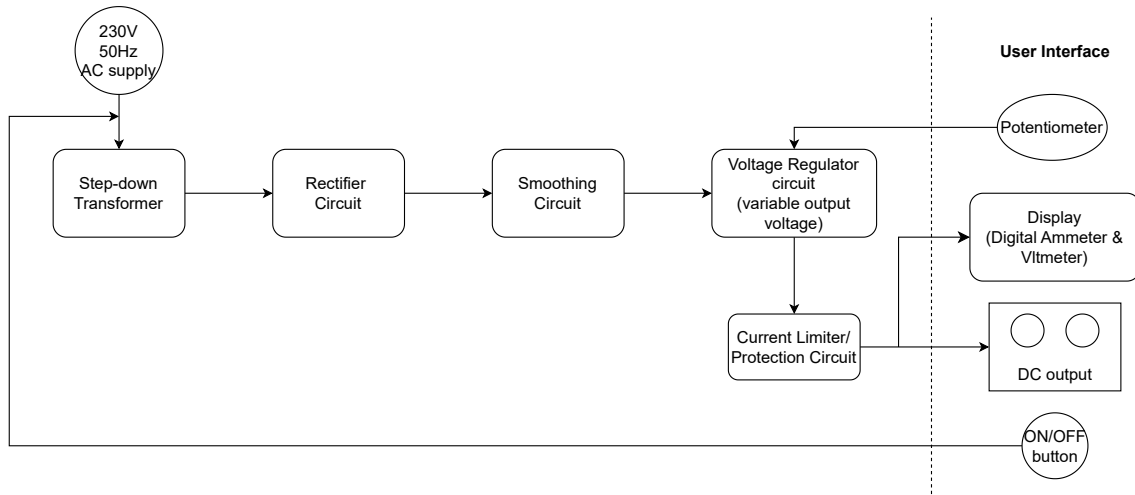 230V
50Hz
AC supply
User Interface
Potentiometer
Step-down
Transformer
Rectifier
Circuit
Smoothing
Circuit
Voltage Regulator
circuit
(variable output
voltage)
Display
(Digital Ammeter &
Vltmeter)
Current Limiter/
Protection Circuit
DC output
ON/OFF
button